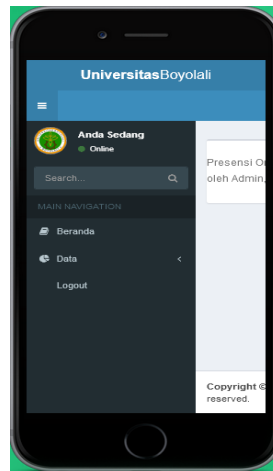 UniversitasBoyolali
Anda Sedang
Online
Search...
Presensi
oleh Admin,
MAIN NAVIGATION
Beranda
Data
Logout
Copyright ©
reserved.